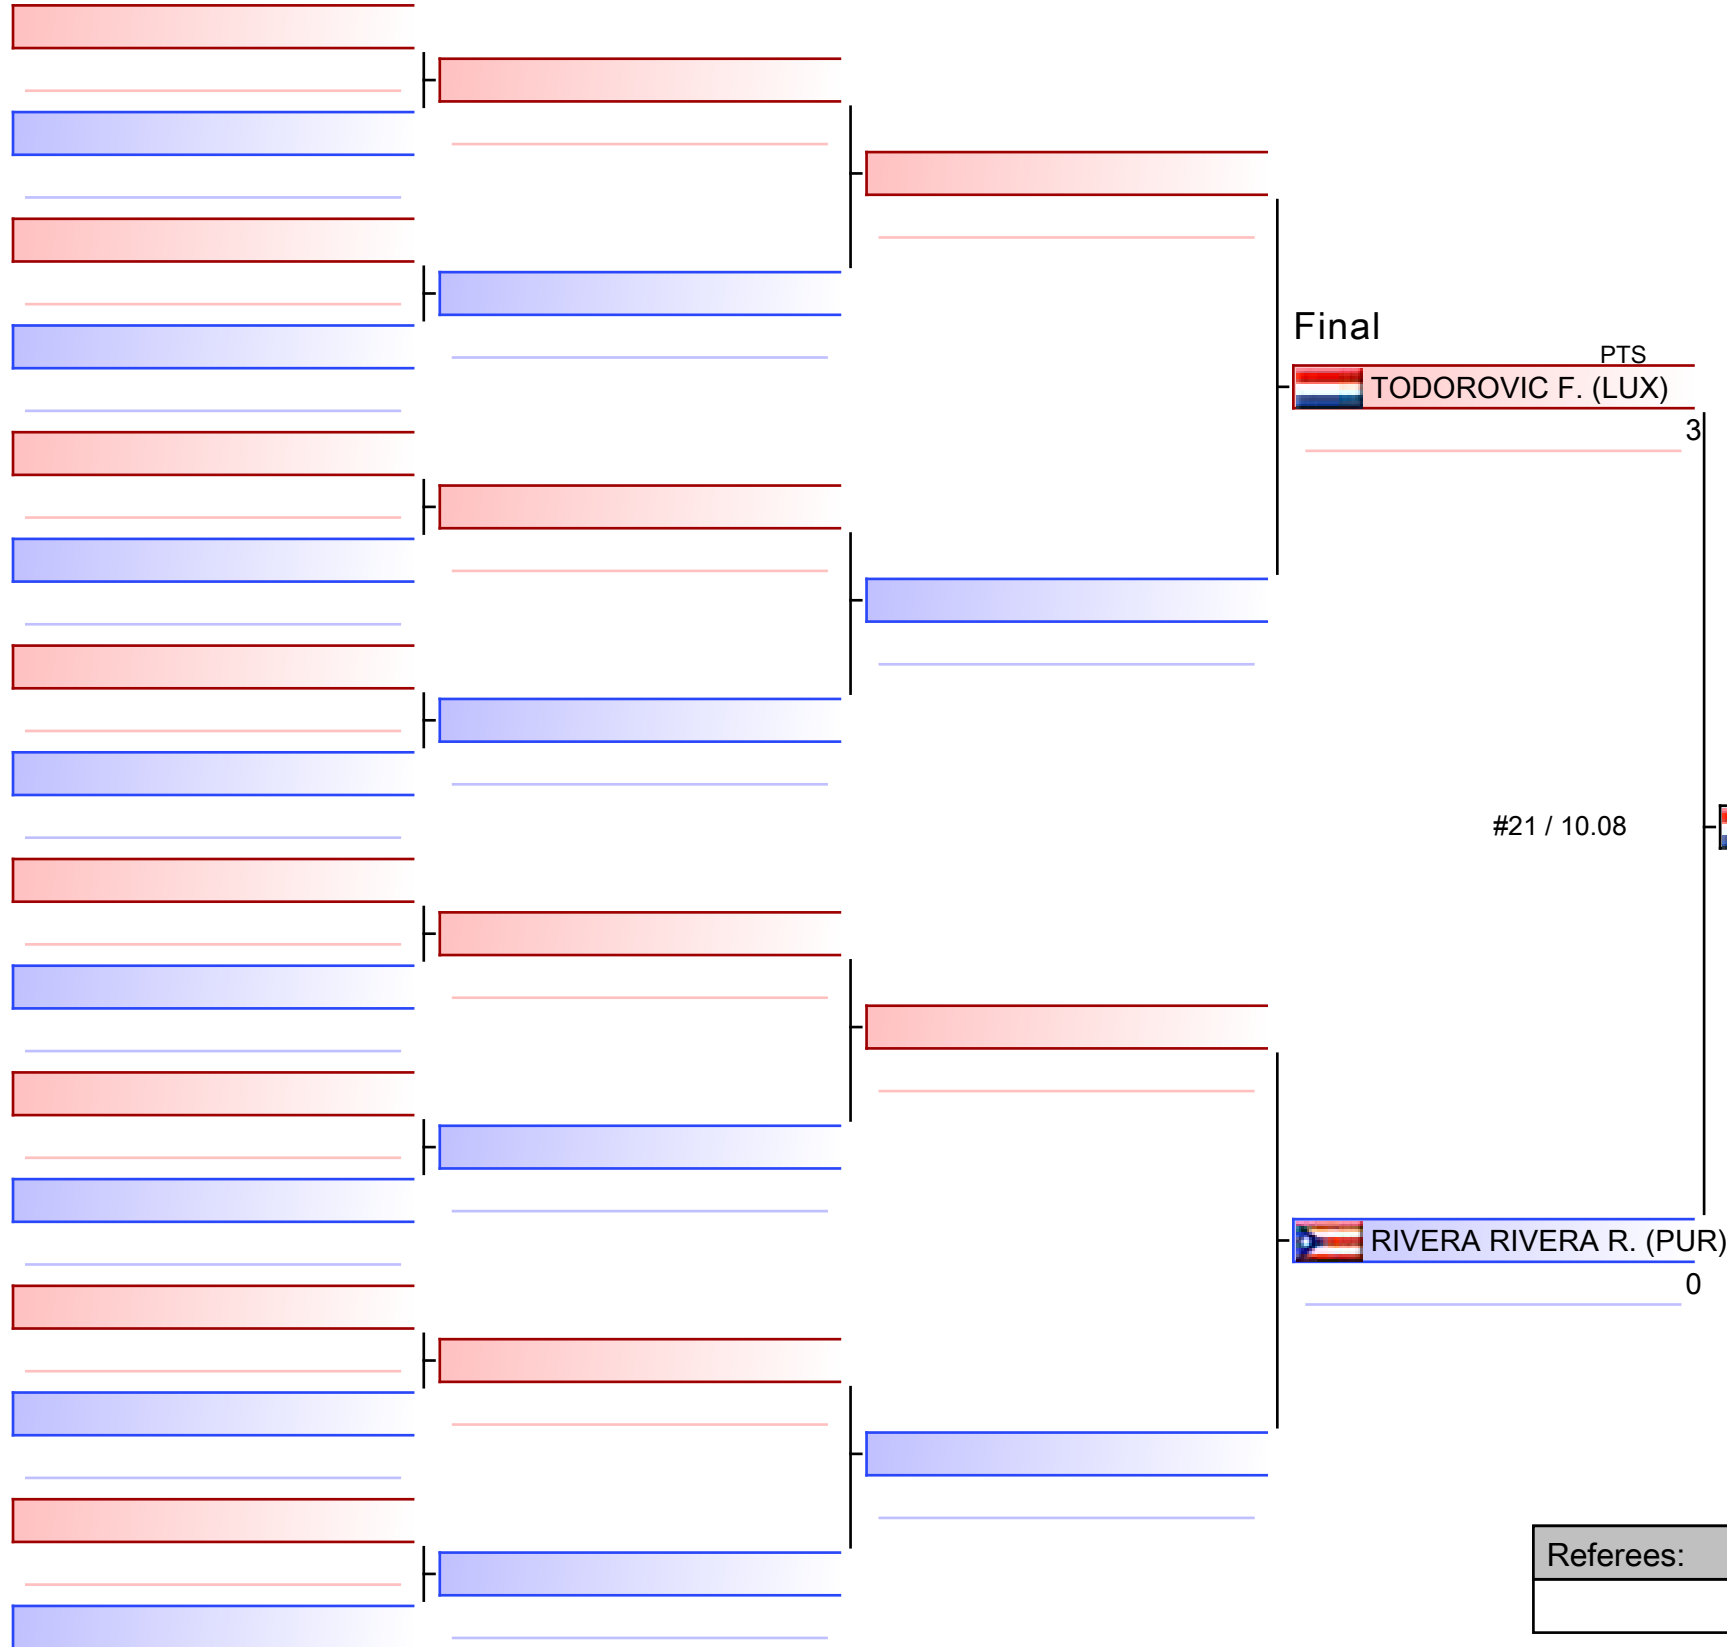 Final
PTS
TODOROVIC F. (LUX)
3
#21 / 10.08
RIVERA RIVERA R. (PUR)
0
Referees: